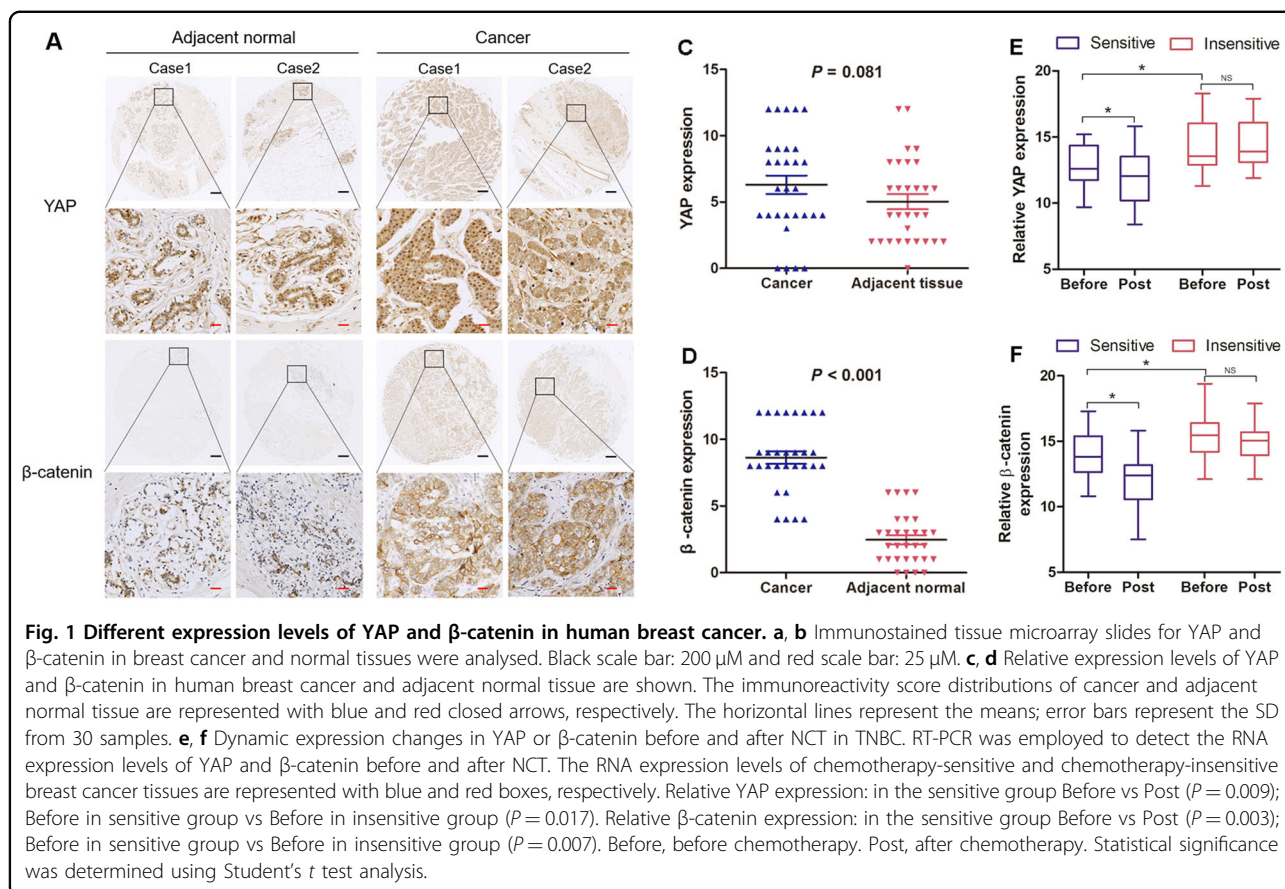 A
Adjacent normal
Cancer
Case1
Case2
Case1
Case2
YAP
β-catenin
C
P = 0.081
15
10
5
0
YAP expression
Cancer
Adjacent tissue
D
P < 0.001
15
10
5
0
β -catenin expression
Cancer
Adjacent normal
E
Sensitive
Insensitive
20
15
10
5
Relative YAP expression
*
*
NS
Before
Post
Before
Post
F
Sensitive
Insensitive
20
15
10
5
Relative β-catenin
expression
*
*
NS
Before
Post
Before
Post
Fig. 1 Different expression levels of YAP and β-catenin in human breast cancer. a, b Immunostained tissue microarray slides for YAP and
β-catenin in breast cancer and normal tissues were analysed. Black scale bar: 200 μM and red scale bar: 25 μM. c, d Relative expression levels of YAP
and β-catenin in human breast cancer and adjacent normal tissue are shown. The immunoreactivity score distributions of cancer and adjacent
normal tissue are represented with blue and red closed arrows, respectively. The horizontal lines represent the means; error bars represent the SD
from 30 samples. e, f Dynamic expression changes in YAP or β-catenin before and after NCT in TNBC. RT-PCR was employed to detect the RNA
expression levels of YAP and β-catenin before and after NCT. The RNA expression levels of chemotherapy-sensitive and chemotherapy-insensitive
breast cancer tissues are represented with blue and red boxes, respectively. Relative YAP expression: in the sensitive group Before vs Post (P = 0.009);
Before in sensitive group vs Before in insensitive group (P = 0.017). Relative β-catenin expression: in the sensitive group Before vs Post (P = 0.003);
Before in sensitive group vs Before in insensitive group (P = 0.007). Before, before chemotherapy. Post, after chemotherapy. Statistical significance
was determined using Student's t test analysis.